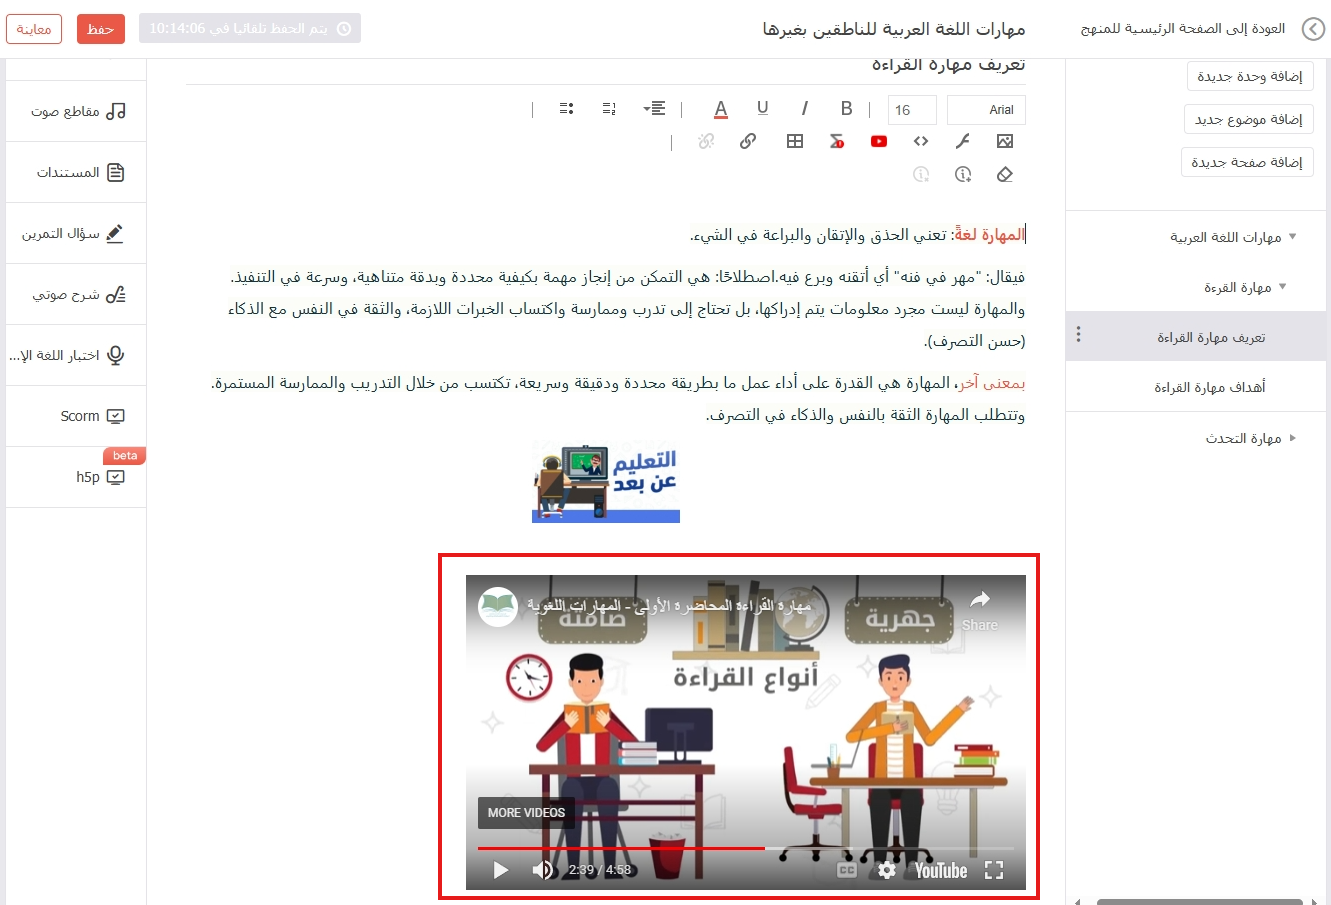 العودة إلى الصفحة الرئيسية للمنهج
مهارات اللغة العربية للناطقين بغيرها
يتم الحفظ تلقائيا في 10:14:06
حفظ
معاينة
إضافة وحدة جديدة
إضافة موضوع جديد
إضافة صفحة جديدة
مهارات اللغة العربية
مهارة القرءة
تعريف مهارة القراءة
أهداف مهارة القراءة
مهارة التحدث
تعريف مهارة القراءة
Arial
16
B I U A
المهارة لغةً: تعني الحذق والإتقان والبراعة في الشيء.
فيقال: "مهر في فنه" أي أتقنه وبرع فيه.اصطلاحًا: هي التمكن من إنجاز مهمة بكيفية محددة وبدقة متناهية، وسرعة في التنفيذ.
والمهارة ليست مجرد معلومات يتم إدراكها، بل تحتاج إلى تدرب وممارسة واكتساب الخبرات اللازمة، والثقة في النفس مع الذكاء
(حسن التصرف).
بمعنى آخر، المهارة هي القدرة على أداء عمل ما بطريقة محددة ودقيقة وسريعة، تكتسب من خلال التدريب والممارسة المستمرة.
وتتطلب المهارة الثقة بالنفس والذكاء في التصرف.
التعليم
عن بعد
مهارة القراءة المحاضرة الأولى - المهارات اللغوية
Share
جهرية
صامتة
أنواع القراءة
MORE VIDEOS
2:39 / 4:58
CC
YouTube
مقاطع صوت
المستندات
سؤال التمرين
شرح صوتي
اختبار اللغة الإ...
Scorm
beta
h5p